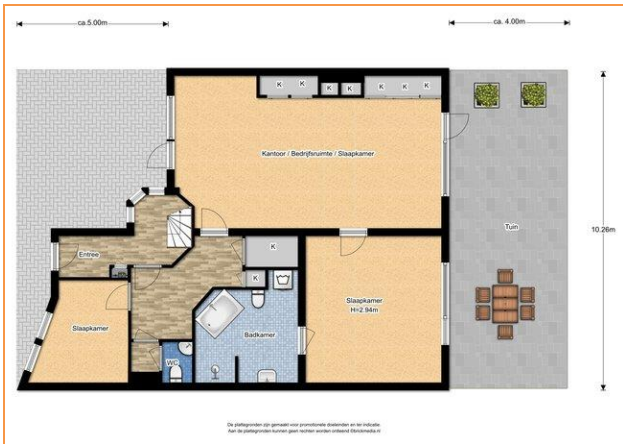 ca. 5.00m
ca. 4.00m
K
K
K
K
K
K
K
Kantoor / Bedrijfsruimte / Slaapkamer
Tuin
10.26m
Entree
K
K
Slaapkamer
H=2.94m
Slaapkamer
Badkamer
WC
De plattegronden zijn gemaakt voor promotionele doeleinden en ter indicatie.
Aan de plattegronden kunnen geen rechten worden ontleend